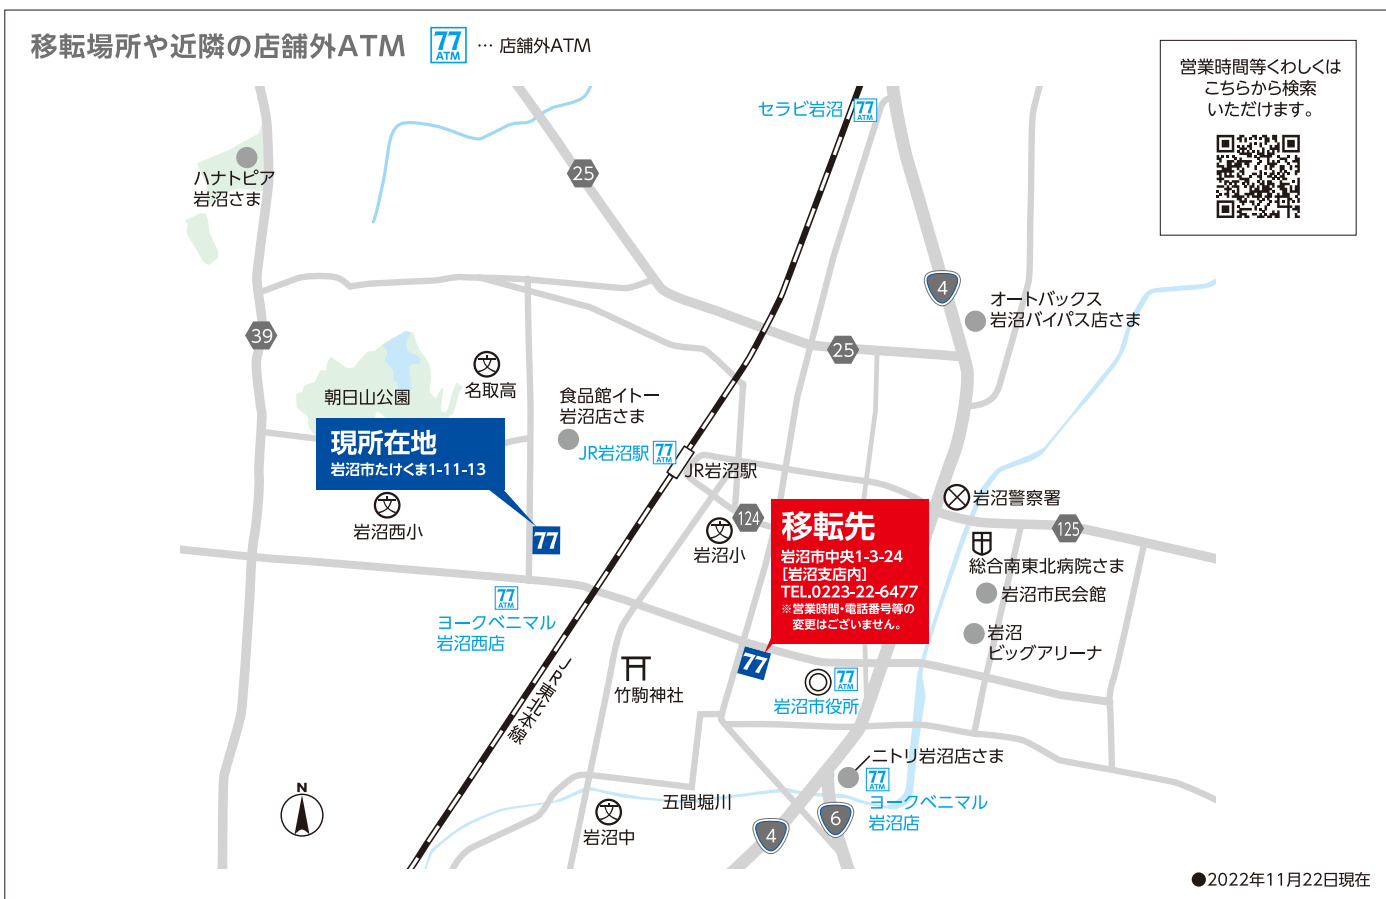 移転場所や近隣の店舗外ATM
77 ATM … 店舗外ATM
営業時間等くわしくは
こちらから検索
いただけます。
セラビ岩沼
77 ATM
ハナトピア
岩沼さま
25
4
オートバックス
岩沼バイパス店さま
39
25
朝日山公園
文
名取高
食品館イトー
岩沼店さま
現所在地
岩沼市たけくま1-11-13
JR岩沼駅
77 ATM
JR岩沼駅
文
岩沼西小
77
文
岩沼小
124
移転先
岩沼市中央1-3-24
[岩沼支店内]
TEL.0223-22-6477
※営業時間・電話番号等の
変更はございません。
77
岩沼警察署
125
総合南東北病院さま
岩沼市民会館
岩沼
ビッグアリーナ
77 ATM
ヨークベニマル
岩沼西店
JR東北本線
竹駒神社
77 ATM
岩沼市役所
ニトリ岩沼店さま
77 ATM
ヨークベニマル
岩沼店
五間堀川
文
岩沼中
4
6
N
●2022年11月22日現在